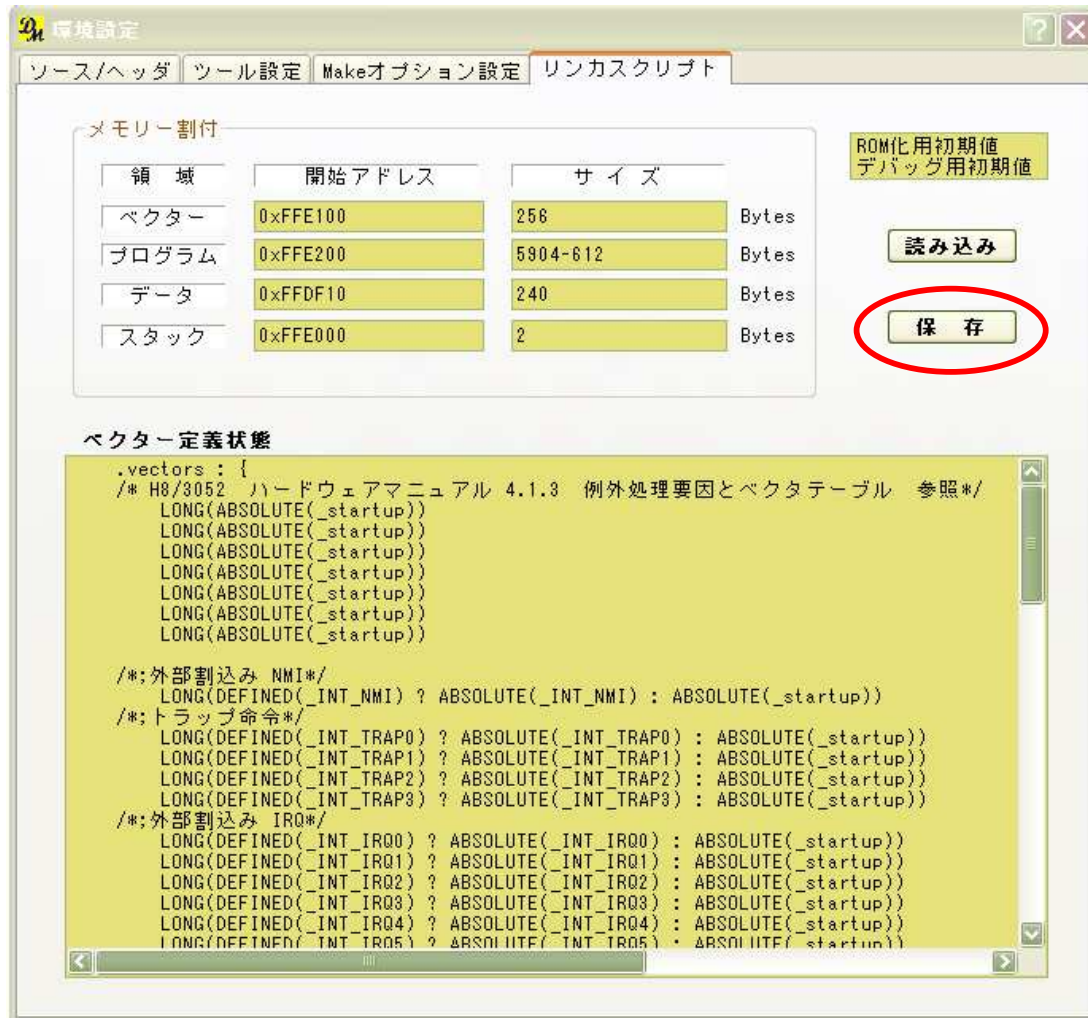 環境設定
ソース/ヘッダ ツール設定 Makeオプション設定 リンカスクリプト
メモリー割付
ROM化用初期値
デバッグ用初期値
領 域 開始アドレス サ イ ズ
ベクター 0xFFE100 256 Bytes
プログラム 0xFFE200 5904-612 Bytes
読み込み
データ 0xFFDF10 240 Bytes
スタック 0xFFE000 2 Bytes
保 存
ベクター定義状態
.vectors : {
/* H8/3052 ハードウェアマニュアル 4.1.3 例外処理要因とベクタテーブル 参照*/
LONG(ABSOLUTE(_startup))
LONG(ABSOLUTE(_startup))
LONG(ABSOLUTE(_startup))
LONG(ABSOLUTE(_startup))
LONG(ABSOLUTE(_startup))
LONG(ABSOLUTE(_startup))
LONG(ABSOLUTE(_startup))
/*;外部割込み NMI*/
LONG(DEFINED(_INT_NMI) ? ABSOLUTE(_INT_NMI) : ABSOLUTE(_startup))
/*;トラップ命令*/
LONG(DEFINED(_INT_TRAP0) ? ABSOLUTE(_INT_TRAP0) : ABSOLUTE(_startup))
LONG(DEFINED(_INT_TRAP1) ? ABSOLUTE(_INT_TRAP1) : ABSOLUTE(_startup))
LONG(DEFINED(_INT_TRAP2) ? ABSOLUTE(_INT_TRAP2) : ABSOLUTE(_startup))
LONG(DEFINED(_INT_TRAP3) ? ABSOLUTE(_INT_TRAP3) : ABSOLUTE(_startup))
/*;外部割込み IRQ*/
LONG(DEFINED(_INT_IRQ0) ? ABSOLUTE(_INT_IRQ0) : ABSOLUTE(_startup))
LONG(DEFINED(_INT_IRQ1) ? ABSOLUTE(_INT_IRQ1) : ABSOLUTE(_startup))
LONG(DEFINED(_INT_IRQ2) ? ABSOLUTE(_INT_IRQ2) : ABSOLUTE(_startup))
LONG(DEFINED(_INT_IRQ3) ? ABSOLUTE(_INT_IRQ3) : ABSOLUTE(_startup))
LONG(DEFINED(_INT_IRQ4) ? ABSOLUTE(_INT_IRQ4) : ABSOLUTE(_startup))
LONG(DEFINED(_INT_IRQ5) ? ABSOLUTE(_INT_IRQ5) : ABSOLUTE(_startup))